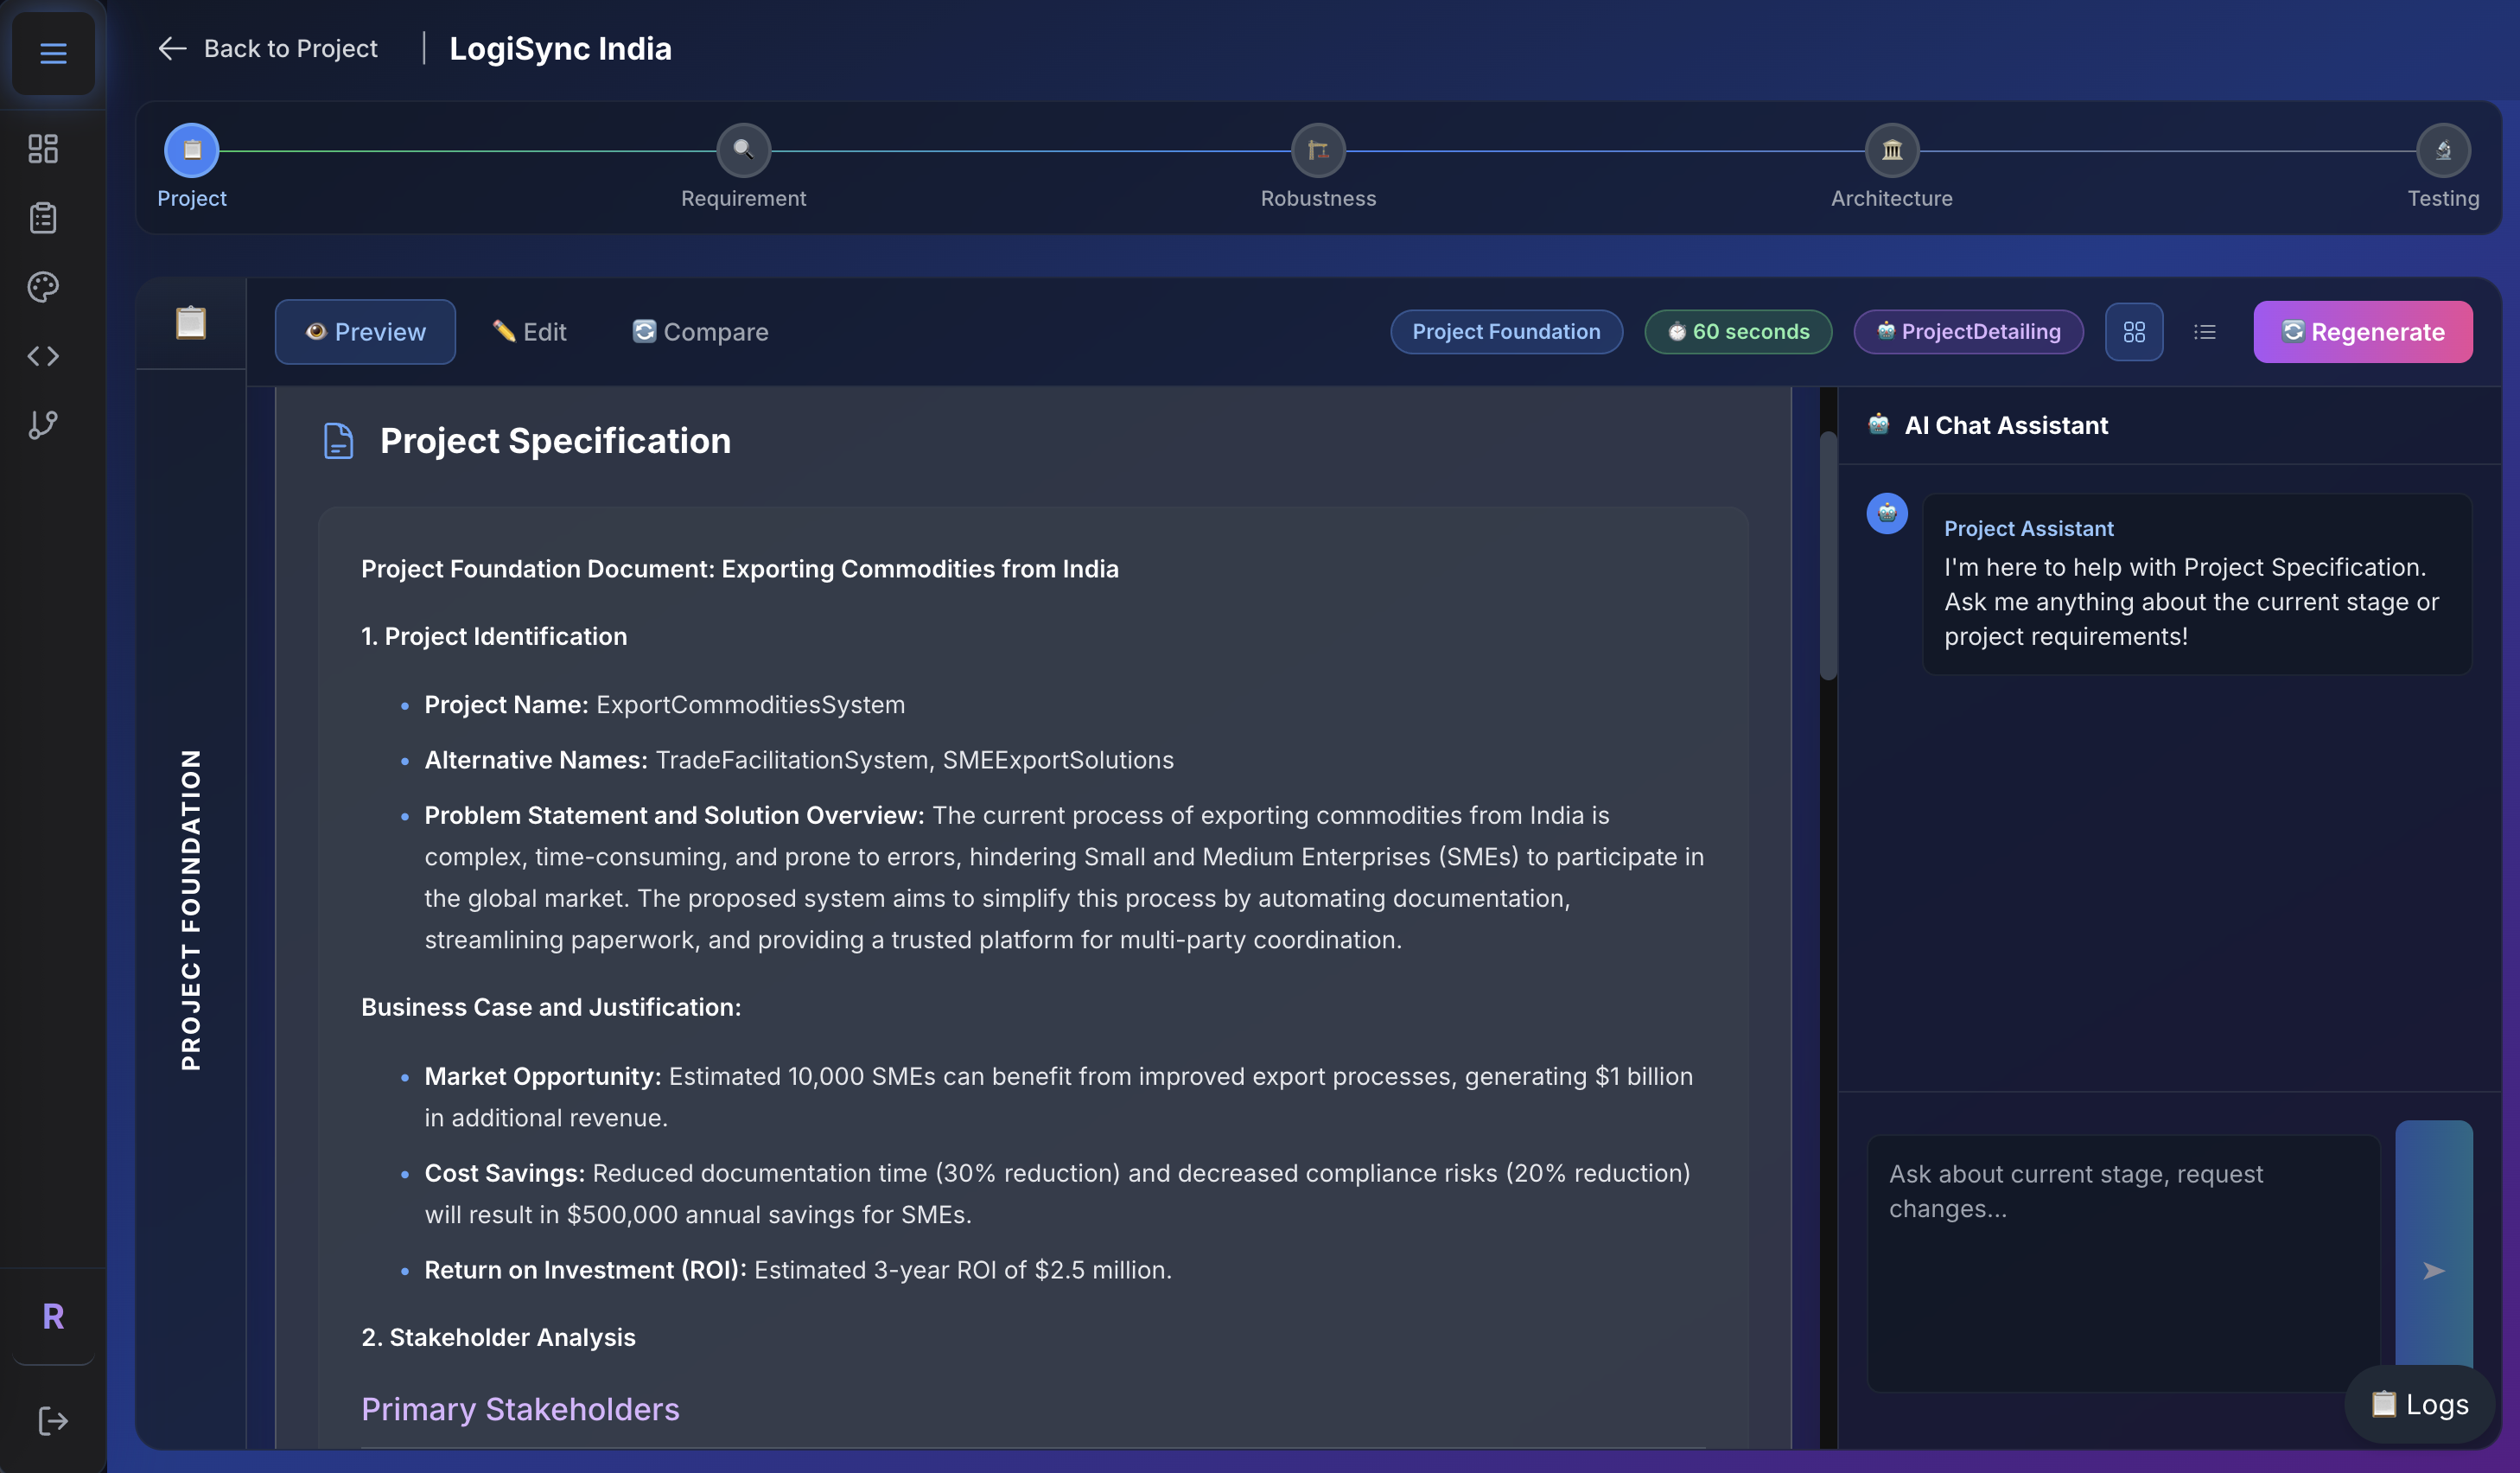 Back to Project
LogiSync India
Project
Requirement
Robustness
Architecture
Testing
Preview
Edit
Compare
Project Foundation
60 seconds
ProjectDetailing
Regenerate
PROJECT FOUNDATION
Project Specification
Project Foundation Document: Exporting Commodities from India
1. Project Identification
• Project Name: ExportCommoditiesSystem
• Alternative Names: TradeFacilitationSystem, SMEExportSolutions
• Problem Statement and Solution Overview: The current process of exporting commodities from India is
complex, time-consuming, and prone to errors, hindering Small and Medium Enterprises (SMEs) to participate in
the global market. The proposed system aims to simplify this process by automating documentation,
streamlining paperwork, and providing a trusted platform for multi-party coordination.
Business Case and Justification:
• Market Opportunity: Estimated 10,000 SMEs can benefit from improved export processes, generating $1 billion
in additional revenue.
• Cost Savings: Reduced documentation time (30% reduction) and decreased compliance risks (20% reduction)
will result in $500,000 annual savings for SMEs.
• Return on Investment (ROI): Estimated 3-year ROI of $2.5 million.
2. Stakeholder Analysis
Primary Stakeholders
AI Chat Assistant
Project Assistant
I'm here to help with Project Specification.
Ask me anything about the current stage or
project requirements!
Ask about current stage, request
changes...
Logs
R